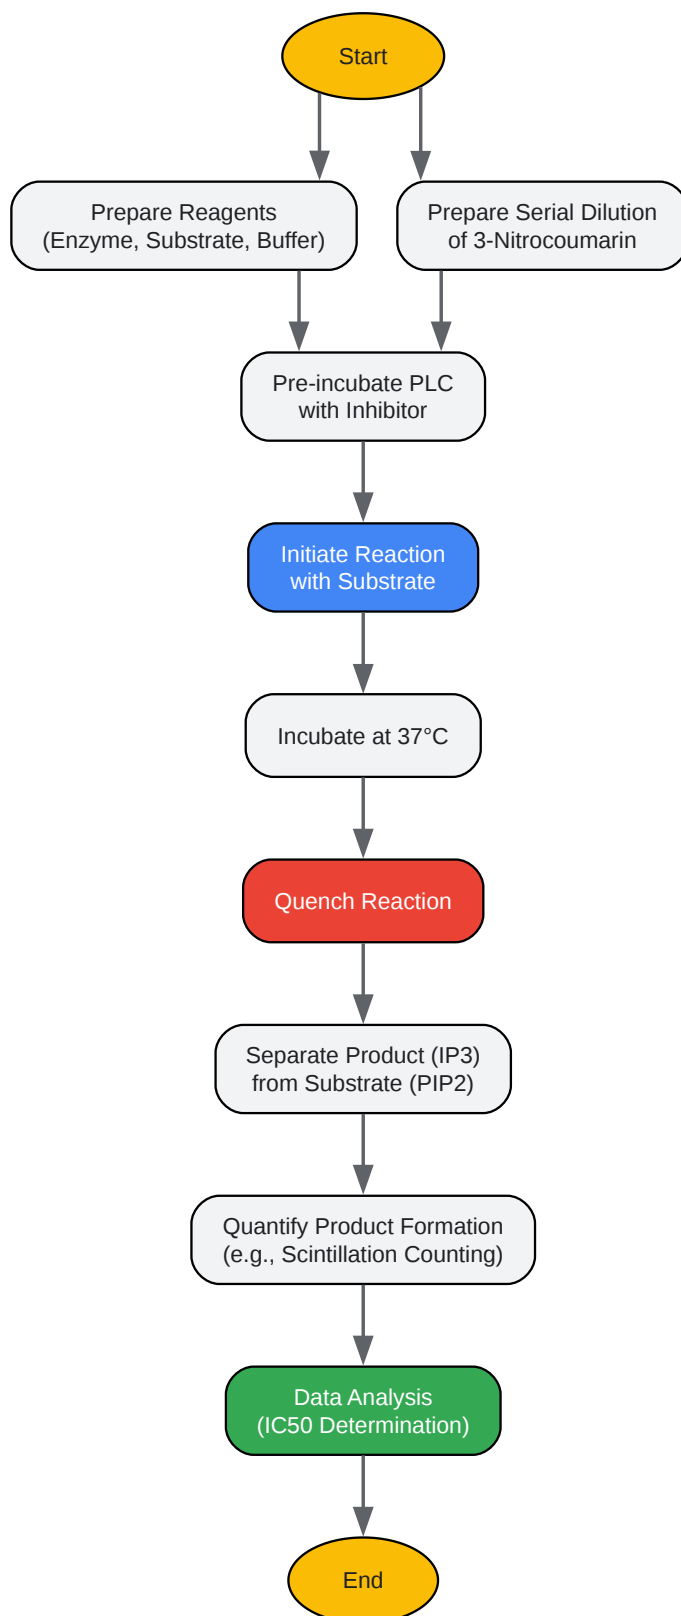 Start
Prepare Reagents
(Enzyme, Substrate, Buffer)
Prepare Serial Dilution
of 3-Nitrocoumarin
Pre-incubate PLC
with Inhibitor
Initiate Reaction
with Substrate
Incubate at 37°C
Quench Reaction
Separate Product (IP3)
from Substrate (PIP2)
Quantify Product Formation
(e.g., Scintillation Counting)
Data Analysis
(IC50 Determination)
End